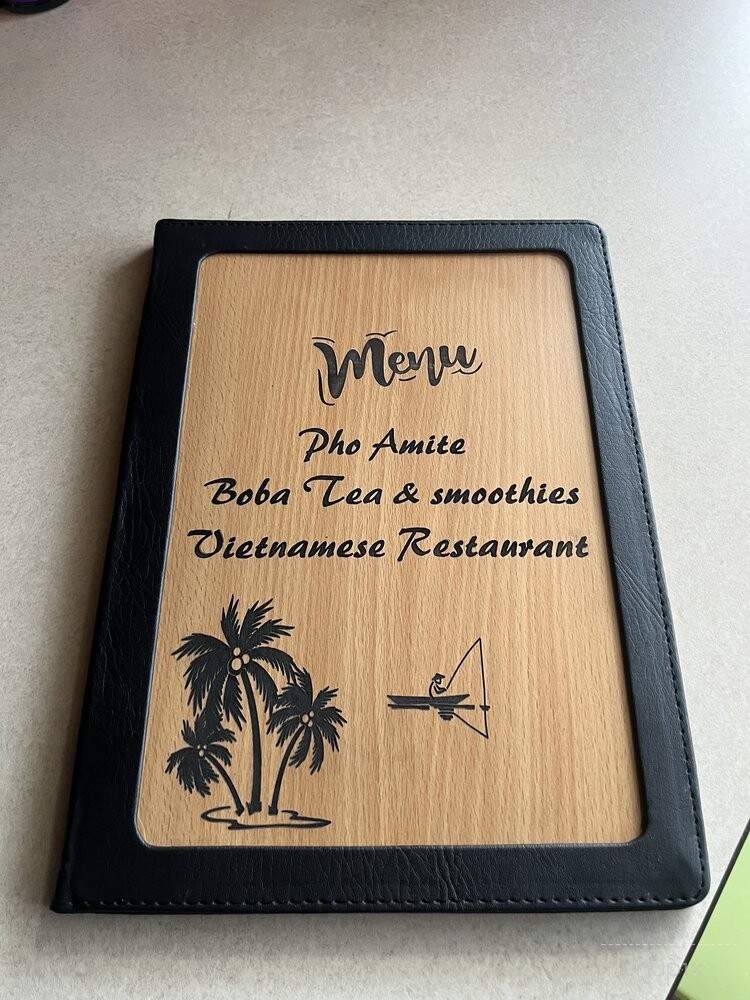 Menu
Pho Amite
Boba Tea & smoothies
Vietnamese Restaurant